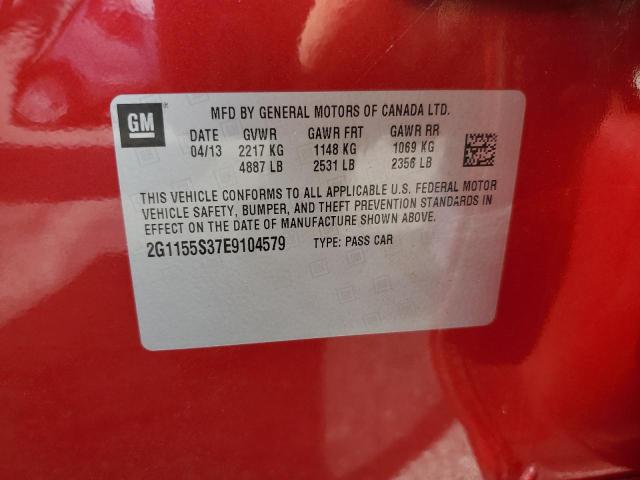 GM
MFD BY GENERAL MOTORS OF CANADA LTD.
DATE GVWR GAWR FRT GAWR RR
04/13 2217 KG 1148 KG 1069 KG
4887 LB 2531 LB 2356 LB
THIS VEHICLE CONFORMS TO ALL APPLICABLE U.S. FEDERAL MOTOR
VEHICLE SAFETY, BUMPER, AND THEFT PREVENTION STANDARDS IN
EFFECT ON THE DATE OF MANUFACTURE SHOWN ABOVE.
2G1155S37E9104579 TYPE: PASS CAR